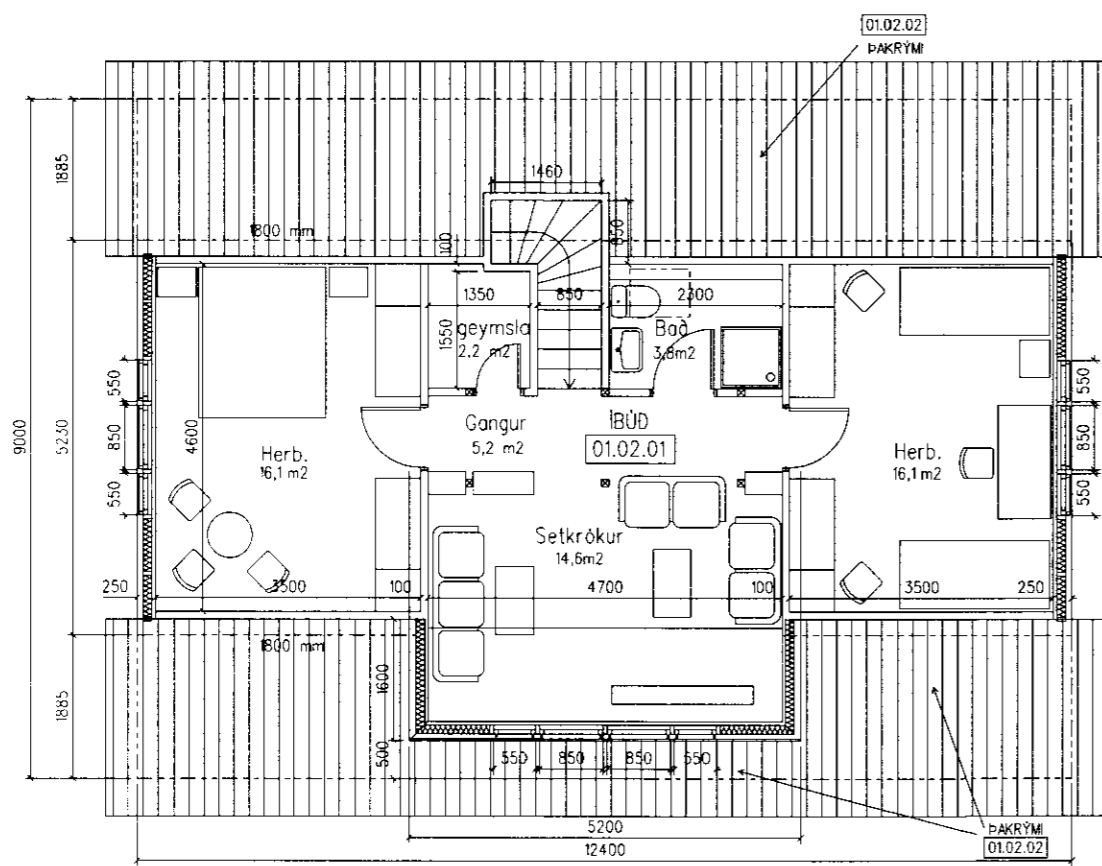 01.02.02
ÞAKRÝMI
1460
1885
1800 mm
100
850
1350
850
2300
geymsla
2,2 m2
1550
Bað
3,8m2
550
850
550
9000
5230
4600
Herb.
16,1 m2
Gangur
5,2 m2
ÍBÚÐ
01.02.01
Herb.
16,1 m2
550
850
550
Setkrókur
14,6m2
250
3500
100
4700
100
3500
250
1800 mm
1600
1885
500
550
850
850
550
5200
12400
ÞAKRÝMI
01.02.02